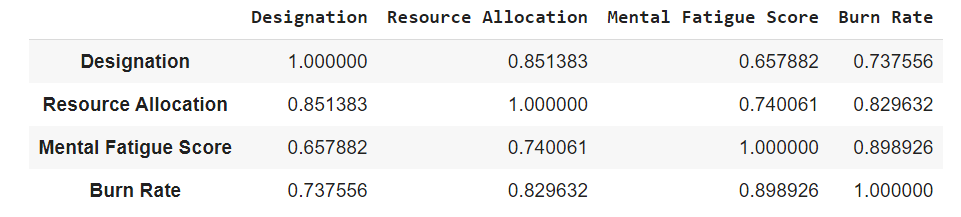 Designation Resource Allocation Mental Fatigue Score Burn Rate
Designation 1.000000 0.851383 0.657882 0.737556
Resource Allocation 0.851383 1.000000 0.740061 0.829632
Mental Fatigue Score 0.657882 0.740061 1.000000 0.898926
Burn Rate 0.737556 0.829632 0.898926 1.000000